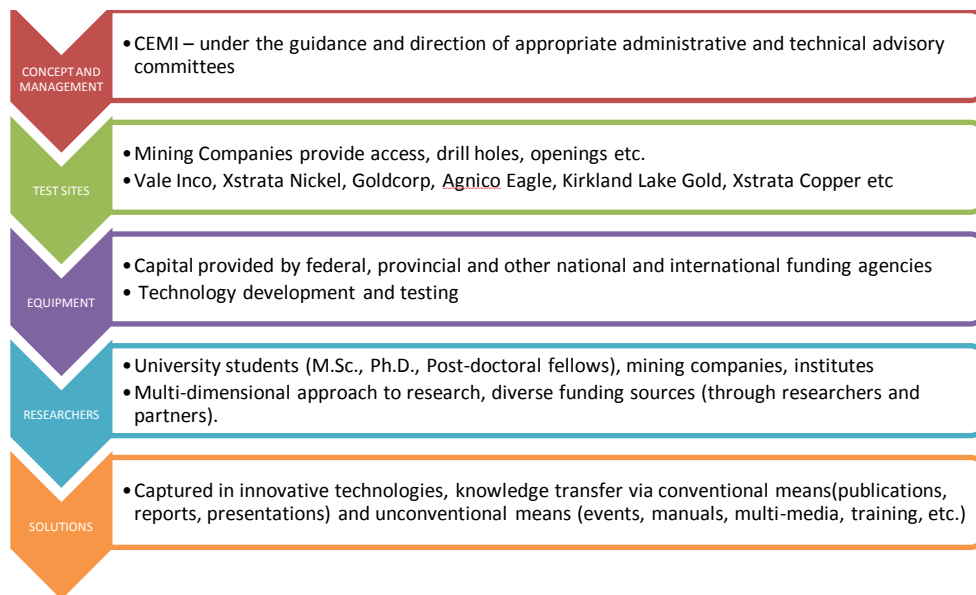 CONCEPT AND
MANAGEMENT
•CEMI – under the guidance and direction of appropriate administrative and technical advisory
committees
TEST SITES
•Mining Companies provide access, drill holes, openings etc.
•Vale Inco, Xstrata Nickel, Goldcorp, Agnico Eagle, Kirkland Lake Gold, Xstrata Copper etc
EQUIPMENT
•Capital provided by federal, provincial and other national and international funding agencies
• Technology development and testing
RESEARCHERS
•University students (M.Sc., Ph.D., Post-doctoral fellows), mining companies, institutes
•Multi-dimensional approach to research, diverse funding sources (through researchers and
partners).
SOLUTIONS
•Captured in innovative technologies, knowledge transfer via conventional means(publications,
reports, presentations) and unconventional means (events, manuals, multi-media, training, etc.)